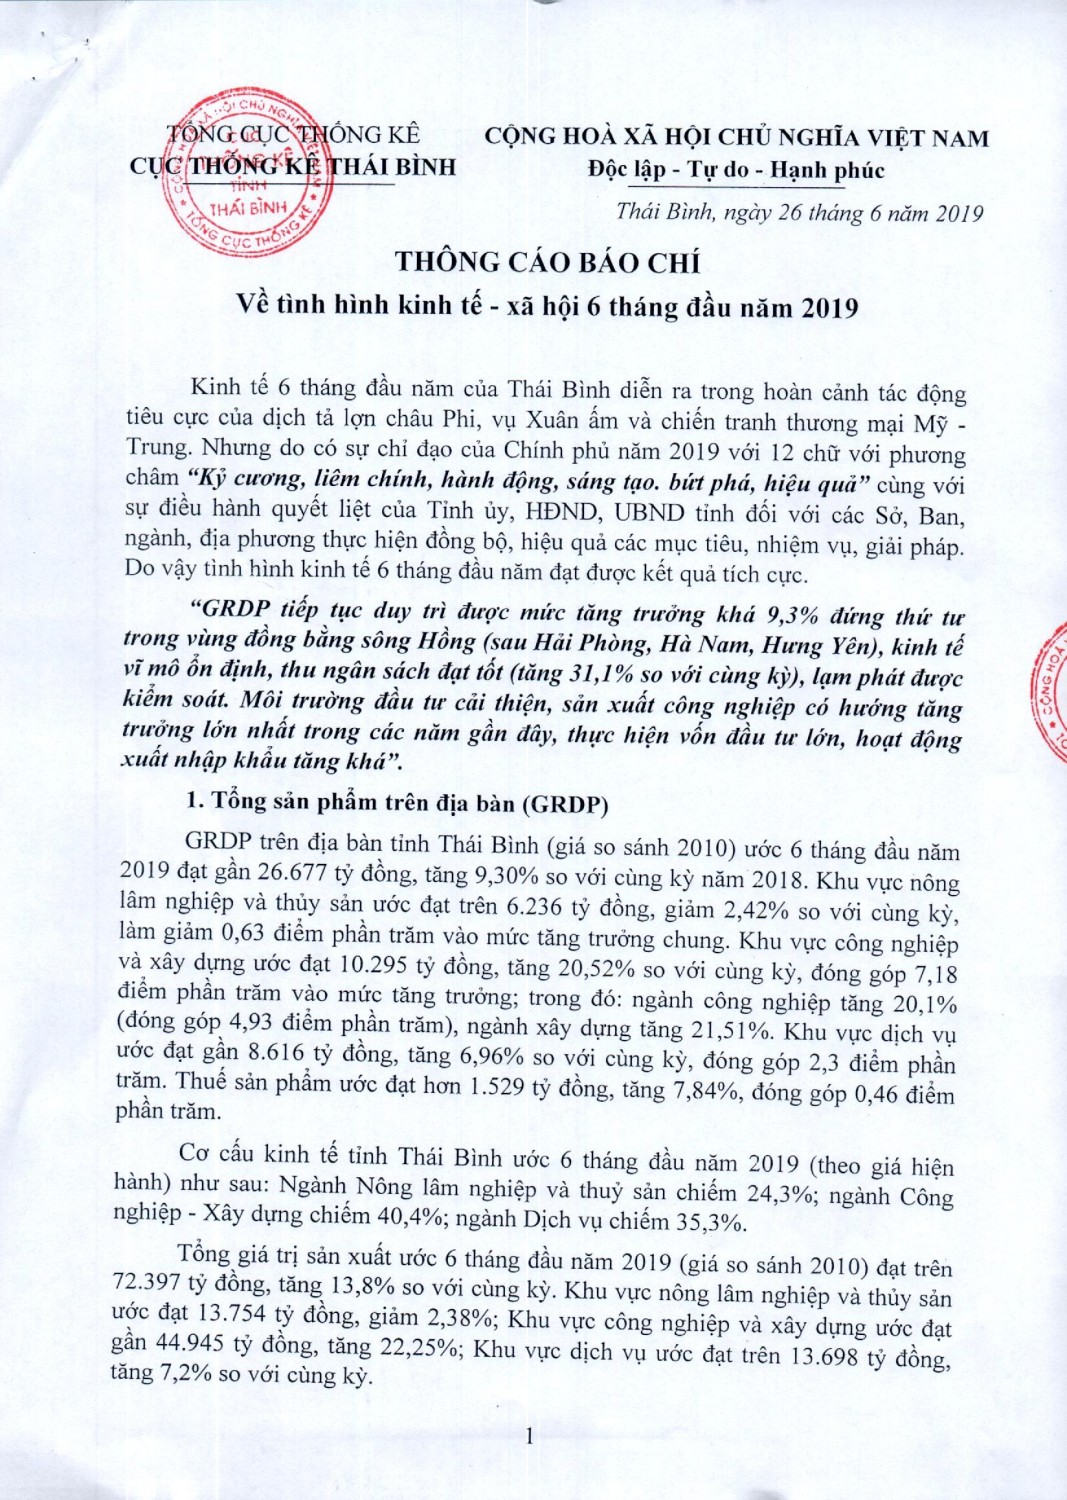 TỔNG CỤC THỐNG KÊ
CỤC THỐNG KÊ THÁI BÌNH
CỘNG HOÀ XÃ HỘI CHỦ NGHĨA VIỆT NAM
Độc lập - Tự do - Hạnh phúc
Thái Bình, ngày 26 tháng 6 năm 2019
CỤC
THỐNG KÊ
TỈNH
THÁI BÌNH
★ TỔNG CỤC THỐNG KÊ ★
THÔNG CÁO BÁO CHÍ
Về tình hình kinh tế - xã hội 6 tháng đầu năm 2019
Kinh tế 6 tháng đầu năm của Thái Bình diễn ra trong hoàn cảnh tác động
tiêu cực của dịch tả lợn châu Phi, vụ Xuân ấm và chiến tranh thương mại Mỹ -
Trung. Nhưng do có sự chỉ đạo của Chính phủ năm 2019 với 12 chữ với phương
châm “Kỷ cương, liêm chính, hành động, sáng tạo. bứt phá, hiệu quả” cùng với
sự điều hành quyết liệt của Tỉnh ủy, HĐND, UBND tỉnh đối với các Sở, Ban,
ngành, địa phương thực hiện đồng bộ, hiệu quả các mục tiêu, nhiệm vụ, giải pháp.
Do vậy tình hình kinh tế 6 tháng đầu năm đạt được kết quả tích cực.
“GRDP tiếp tục duy trì được mức tăng trưởng khá 9,3% đứng thứ tư
trong vùng đồng bằng sông Hồng (sau Hải Phòng, Hà Nam, Hưng Yên), kinh tế
vĩ mô ổn định, thu ngân sách đạt tốt (tăng 31,1% so với cùng kỳ), lạm phát được
kiểm soát. Môi trường đầu tư cải thiện, sản xuất công nghiệp có hướng tăng
trưởng lớn nhất trong các năm gần đây, thực hiện vốn đầu tư lớn, hoạt động
xuất nhập khẩu tăng khá”.
CỘNG HOÀ
1. Tổng sản phẩm trên địa bàn (GRDP)
GRDP trên địa bàn tỉnh Thái Bình (giá so sánh 2010) ước 6 tháng đầu năm
2019 đạt gần 26.677 tỷ đồng, tăng 9,30% so với cùng kỳ năm 2018. Khu vực nông
lâm nghiệp và thủy sản ước đạt trên 6.236 tỷ đồng, giảm 2,42% so với cùng kỳ,
làm giảm 0,63 điểm phần trăm vào mức tăng trưởng chung. Khu vực công nghiệp
và xây dựng ước đạt 10.295 tỷ đồng, tăng 20,52% so với cùng kỳ, đóng góp 7,18
điểm phần trăm vào mức tăng trưởng; trong đó: ngành công nghiệp tăng 20,1%
(đóng góp 4,93 điểm phần trăm), ngành xây dựng tăng 21,51%. Khu vực dịch vụ
ước đạt gần 8.616 tỷ đồng, tăng 6,96% so với cùng kỳ, đóng góp 2,3 điểm phần
trăm. Thuế sản phẩm ước đạt hơn 1.529 tỷ đồng, tăng 7,84%, đóng góp 0,46 điểm
phần trăm.
Cơ cấu kinh tế tỉnh Thái Bình ước 6 tháng đầu năm 2019 (theo giá hiện
hành) như sau: Ngành Nông lâm nghiệp và thuỷ sản chiếm 24,3%; ngành Công
nghiệp - Xây dựng chiếm 40,4%; ngành Dịch vụ chiếm 35,3%.
Tổng giá trị sản xuất ước 6 tháng đầu năm 2019 (giá so sánh 2010) đạt trên
72.397 tỷ đồng, tăng 13,8% so với cùng kỳ. Khu vực nông lâm nghiệp và thủy sản
ước đạt 13.754 tỷ đồng, giảm 2,38%; Khu vực công nghiệp và xây dựng ước đạt
gần 44.945 tỷ đồng, tăng 22,25%; Khu vực dịch vụ ước đạt trên 13.698 tỷ đồng,
tăng 7,2% so với cùng kỳ.
1